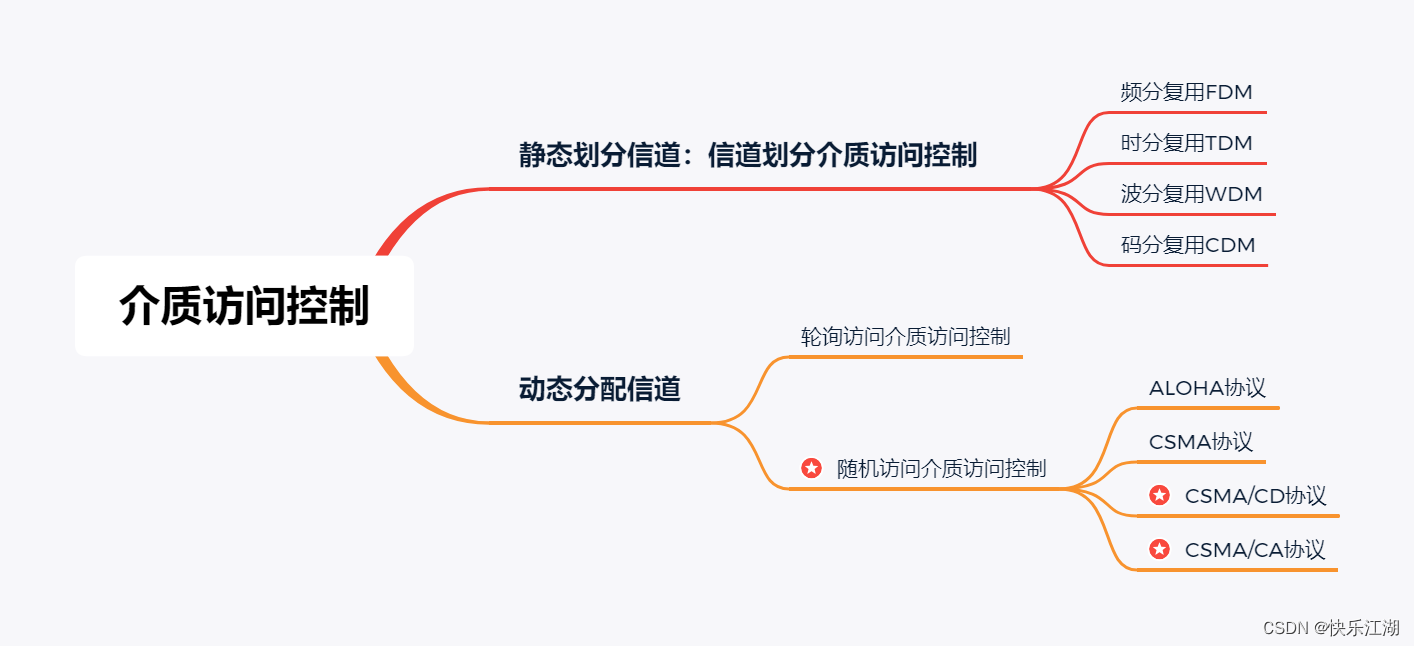 介质访问控制
静态划分信道：信道划分介质访问控制
频分复用FDM
时分复用TDM
波分复用WDM
码分复用CDM
动态分配信道
轮询访问介质访问控制
随机访问介质访问控制
ALOHA协议
CSMA协议
CSMA/CD协议
CSMA/CA协议
CSDN @快乐江湖